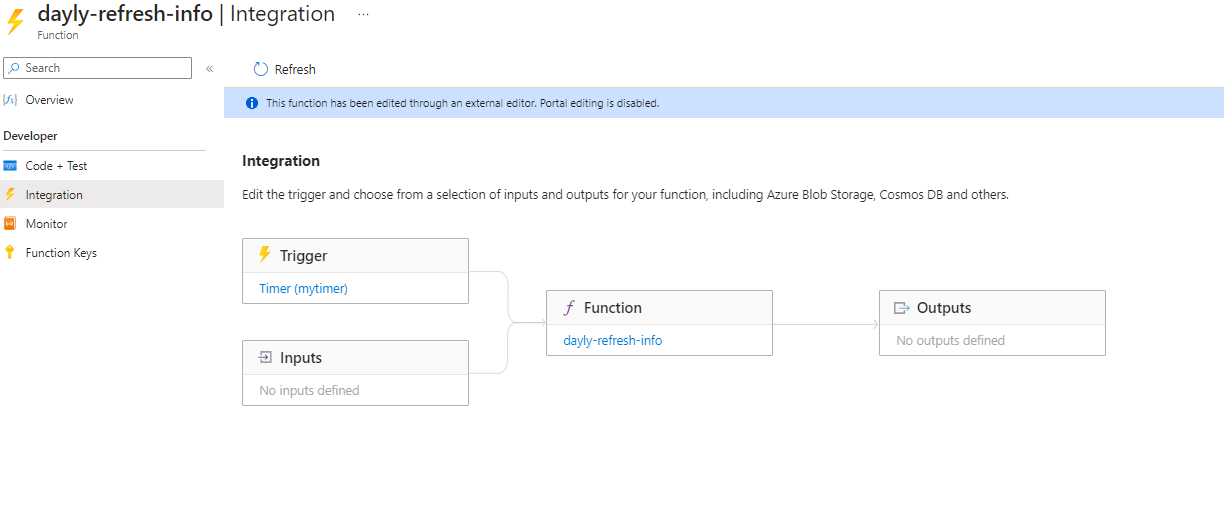 dayly-refresh-info | Integration ...
Function
Search
«
Refresh
{fx} Overview
This function has been edited through an external editor. Portal editing is disabled.
Developer
Code + Test
Integration
Monitor
Function Keys
Integration
Edit the trigger and choose from a selection of inputs and outputs for your function, including Azure Blob Storage, Cosmos DB and others.
Trigger
Timer (mytimer)
Inputs
No inputs defined
f Function
dayly-refresh-info
Outputs
No outputs defined